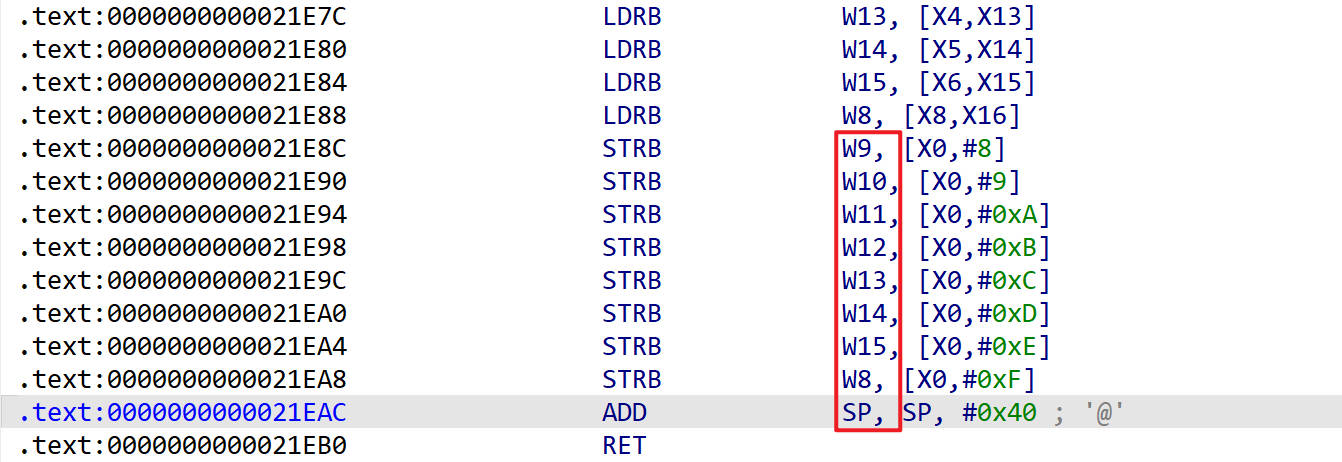 .text:0000000000021E7C LDRB W13, [X4,X13]
.text:0000000000021E80 LDRB W14, [X5,X14]
.text:0000000000021E84 LDRB W15, [X6,X15]
.text:0000000000021E88 LDRB W8, [X8,X16]
.text:0000000000021E8C STRB W9, [X0,#8]
.text:0000000000021E90 STRB W10, [X0,#9]
.text:0000000000021E94 STRB W11, [X0,#0xA]
.text:0000000000021E98 STRB W12, [X0,#0xB]
.text:0000000000021E9C STRB W13, [X0,#0xC]
.text:0000000000021EA0 STRB W14, [X0,#0xD]
.text:0000000000021EA4 STRB W15, [X0,#0xE]
.text:0000000000021EA8 STRB W8, [X0,#0xF]
.text:0000000000021EAC ADD SP, SP, #0x40 ; '@'
.text:0000000000021EB0 RET